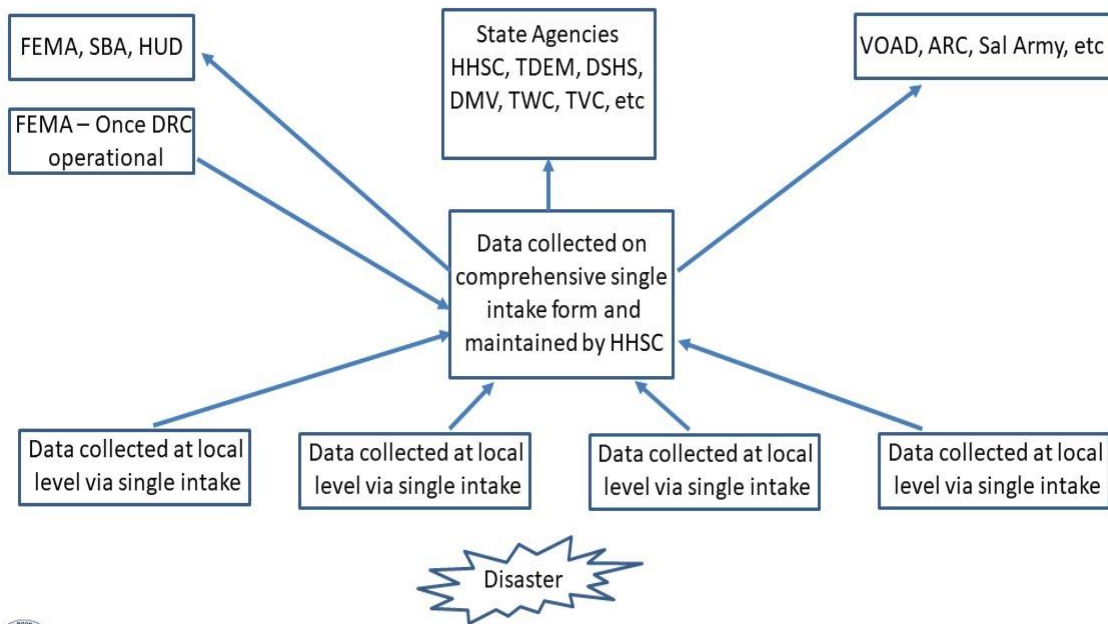 FEMA, SBA, HUD
FEMA – Once DRC
operational
State Agencies
HHSC, TDEM, DSHS,
DMV, TWC, TVC, etc
VOAD, ARC, Sal Army, etc
Data collected on
comprehensive single
intake form and
maintained by HHSC
Data collected at local
level via single intake
Data collected at local
level via single intake
Data collected at local
level via single intake
Data collected at local
level via single intake
Disaster